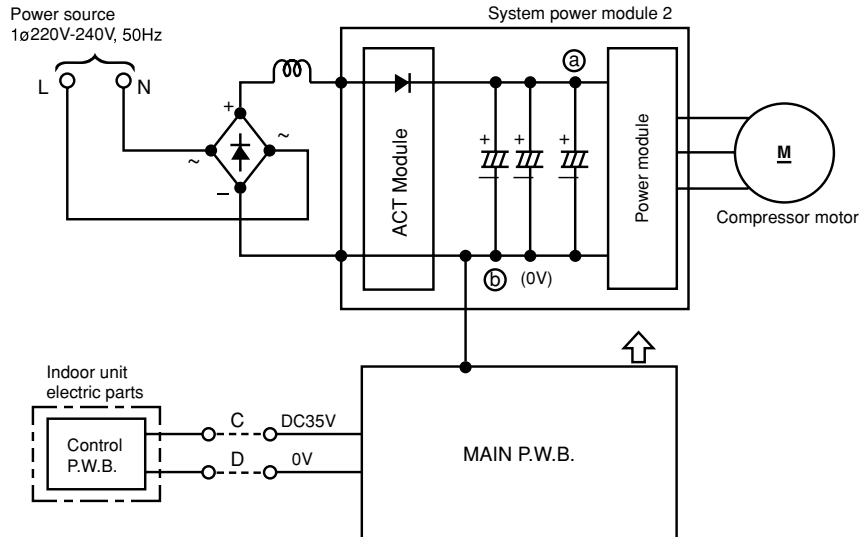 Power source
1ø220V-240V, 50Hz
System power module 2
L
N
+
~
~
−
ACT Module
a
+
+
+
b
(0V)
Power module
M
Compressor motor
Indoor unit
electric parts
Control
P.W.B.
C
DC35V
D
0V
MAIN P.W.B.